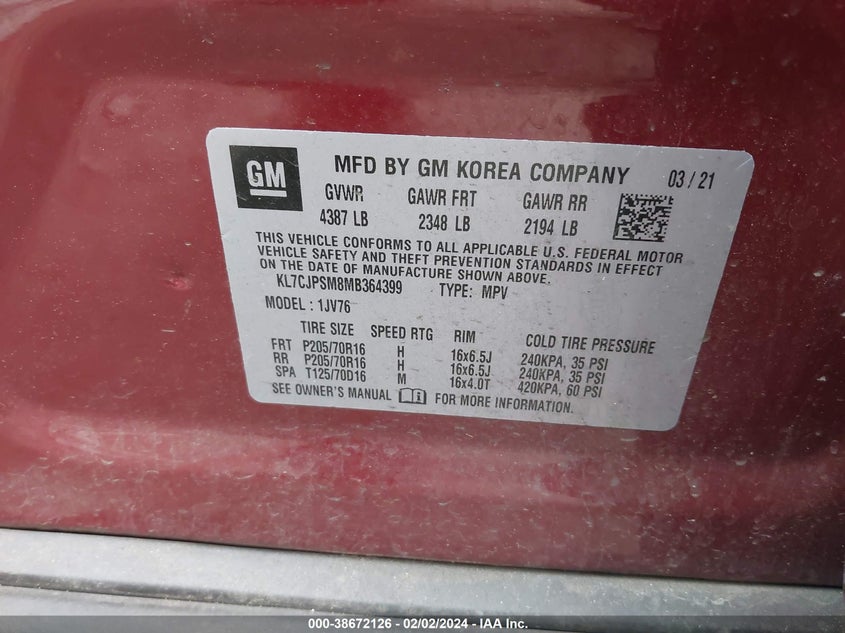 GM MFD BY GM KOREA COMPANY 03 / 21
GVWR GAWR FRT GAWR RR
4387 LB 2348 LB 2194 LB
THIS VEHICLE CONFORMS TO ALL APPLICABLE U.S. FEDERAL MOTOR
VEHICLE SAFETY AND THEFT PREVENTION STANDARDS IN EFFECT
ON THE DATE OF MANUFACTURE SHOWN ABOVE.
KL7CJPSM8MB364399 TYPE: MPV
MODEL : 1JV76
TIRE SIZE SPEED RTG RIM COLD TIRE PRESSURE
FRT P205/70R16 H 16x6.5J 240KPA, 35 PSI
RR P205/70R16 H 16x6.5J 240KPA, 35 PSI
SPA T125/70D16 M 16x4.0T 420KPA, 60 PSI
SEE OWNER'S MANUAL FOR MORE INFORMATION.
000-38672126 - 02/02/2024 - IAA Inc.